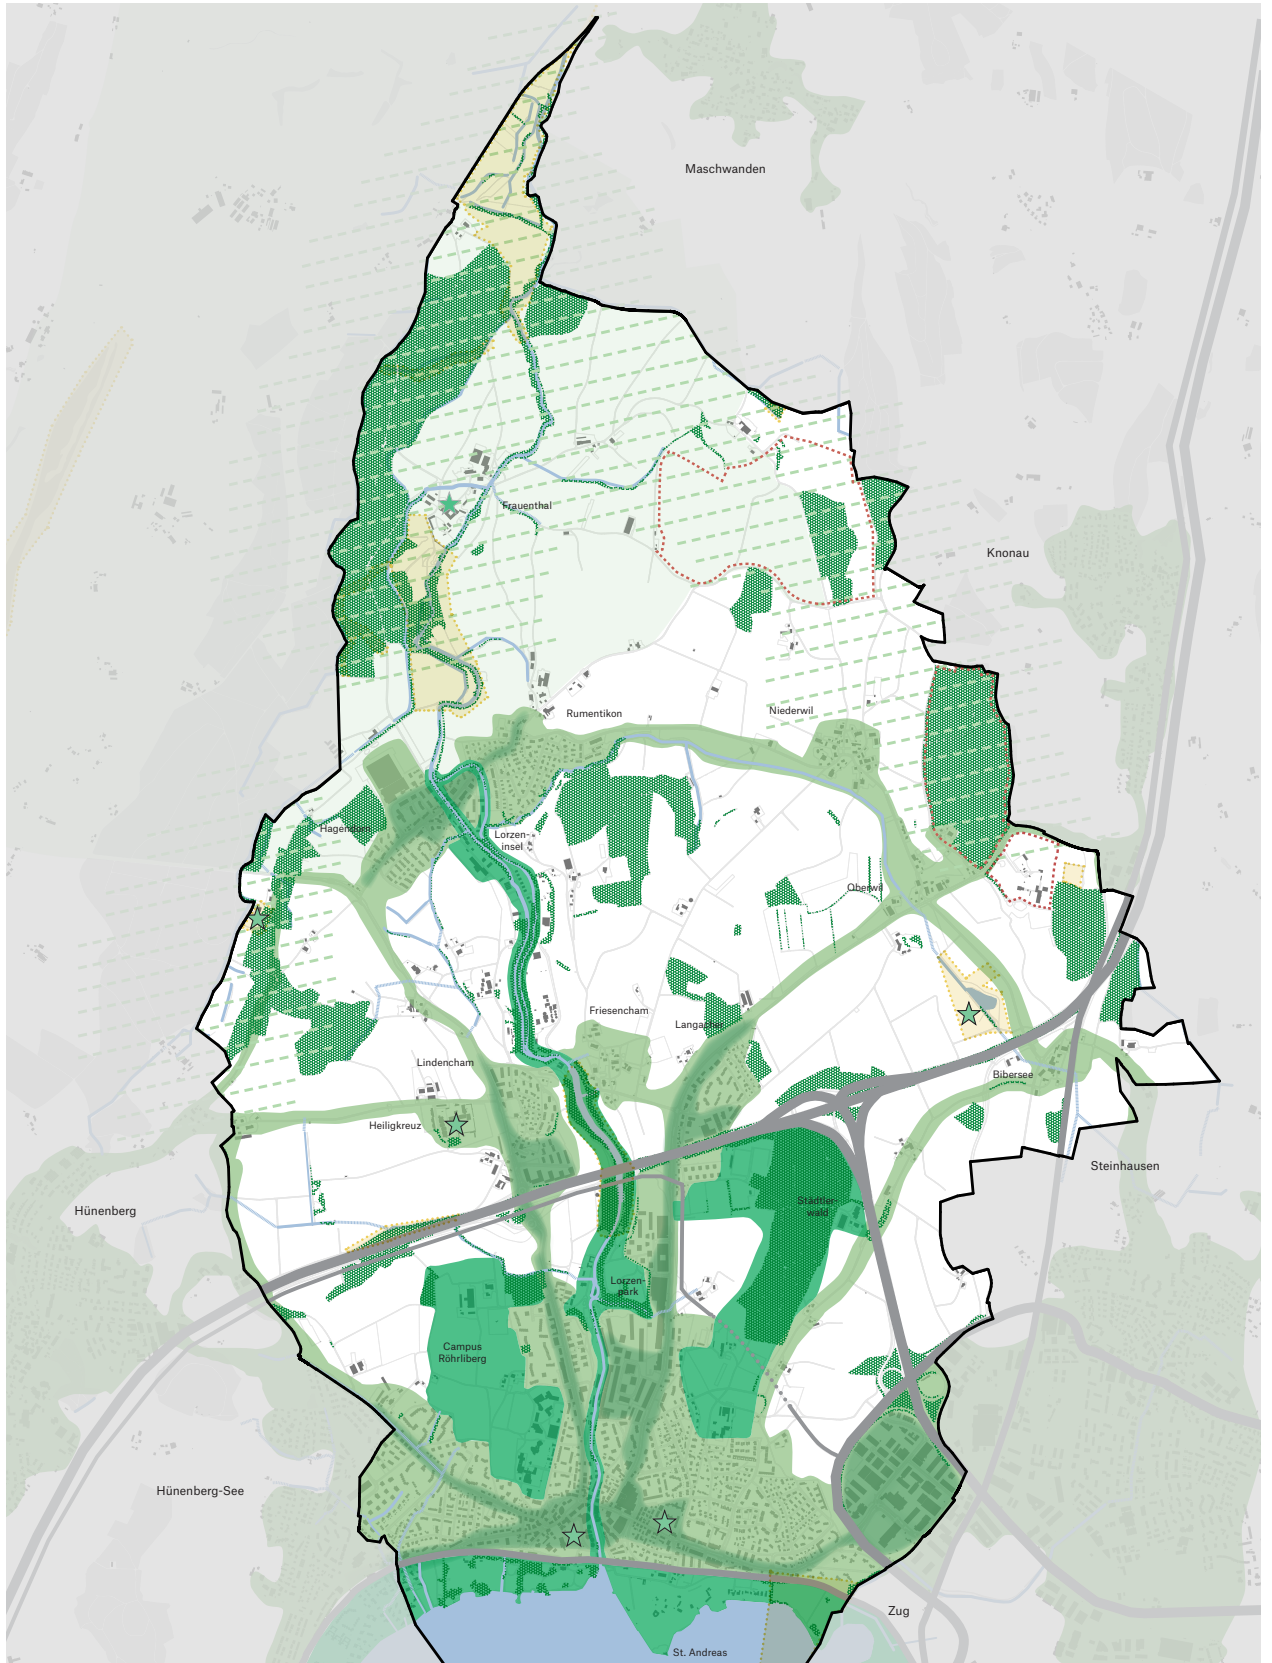 Maschwanden
Frauenthal
Knonau
Rumentikon
Niederwil
Hagendorn
Lorzen-
insel
Oberwil
Friesencham
Langacher
Lindencham
Bibersee
Heiligkreuz
Steinhausen
Städtler-
wald
Hünenberg
Lorzen-
park
Campus
Röhrliberg
Hünenberg-See
Zug
St. Andreas